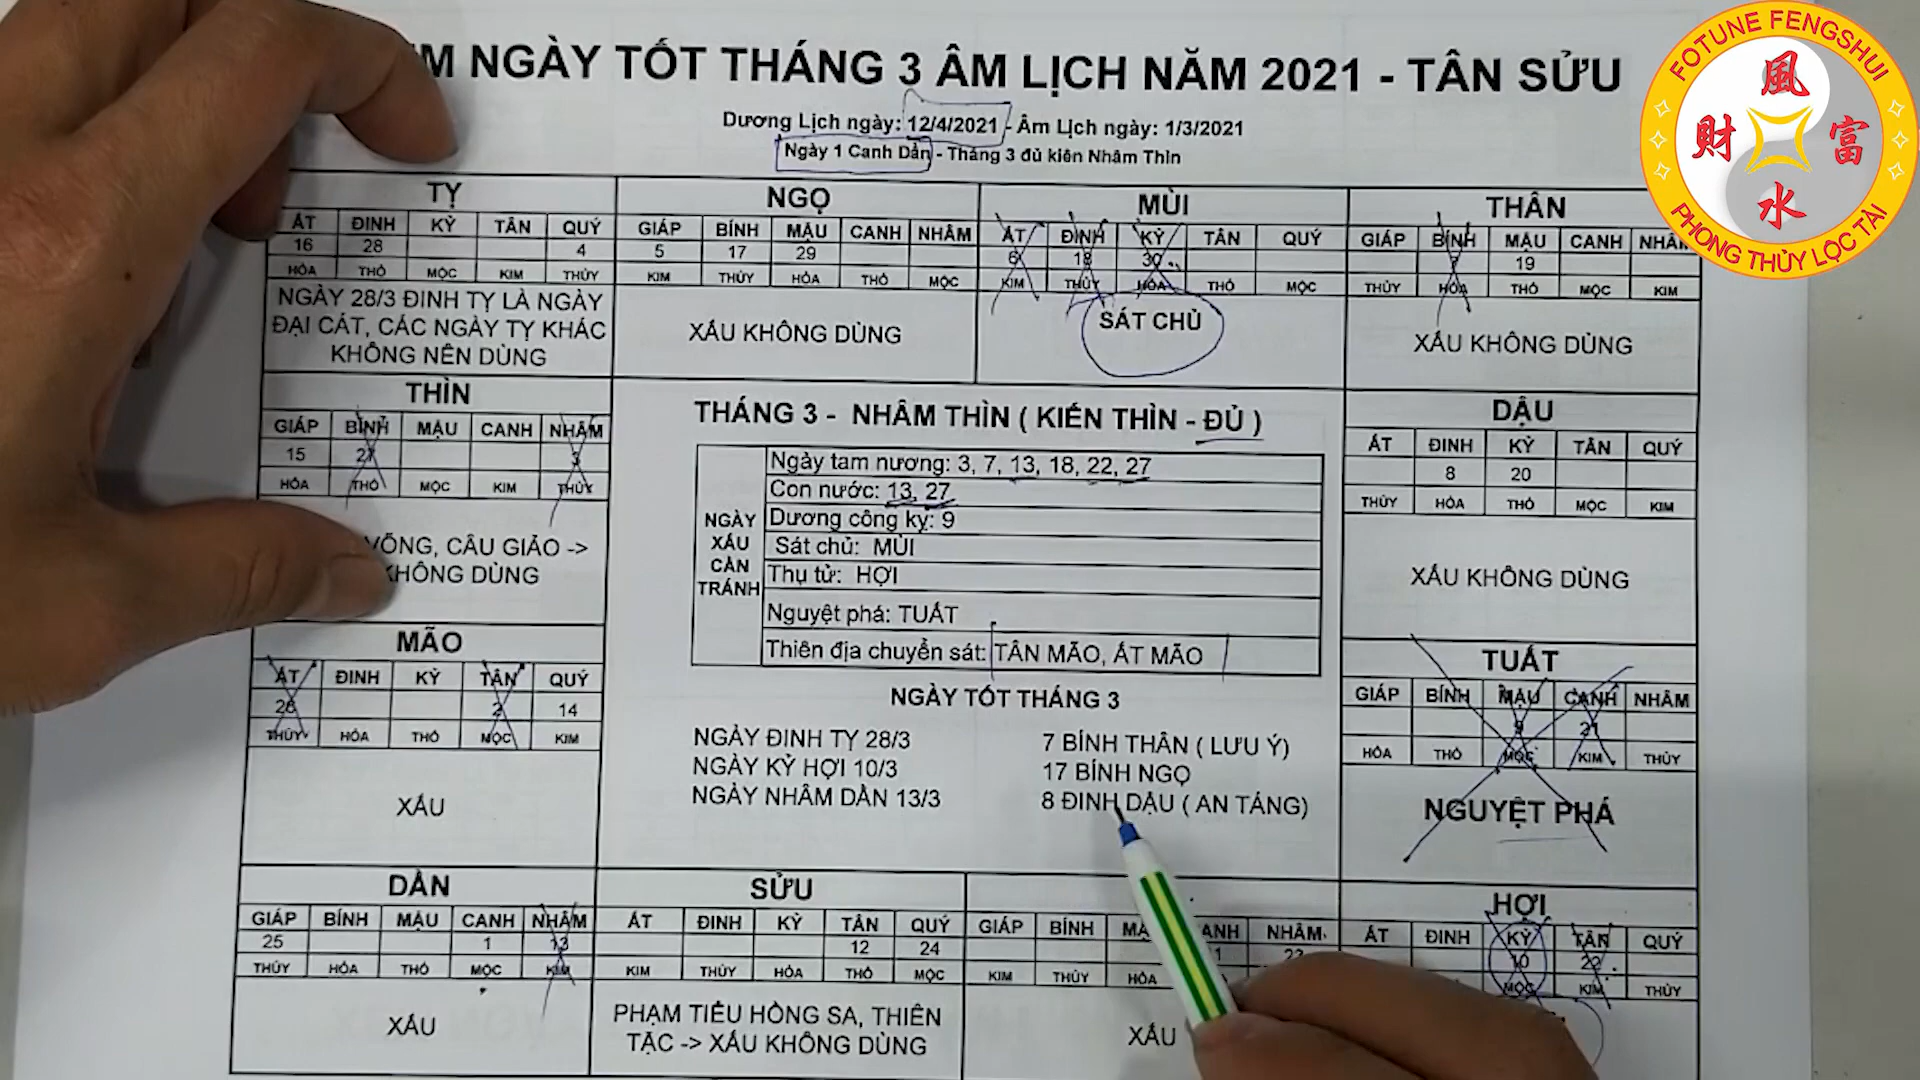 NGÀY TỐT THÁNG 3 ÂM LỊCH NĂM 2021 - TÂN SỬU
Dương Lịch ngày: 12/4/2021 - Âm Lịch ngày: 1/3/2021
Ngày 1 Canh Dần - Tháng 3 đủ kiến Nhâm Thìn
FOTUNE FENGSHUI
風
財 富
水
PHONG THỦY LỘC TÀI
TỴ
ẤT ĐINH KỶ TÂN QUÝ
16 28 4
HỎA THỔ MỘC KIM THỦY
NGÀY 28/3 ĐINH TỴ LÀ NGÀY
ĐẠI CÁT, CÁC NGÀY TỴ KHÁC
KHÔNG NÊN DÙNG
NGỌ
GIÁP BÍNH MẬU CANH NHÂM
5 17 29
KIM THỦY HỎA THỔ MỘC
XẤU KHÔNG DÙNG
MÙI
ẤT ĐINH KỶ TÂN QUÝ
6 18 30
KIM THỦY HỎA THỔ MỘC
SÁT CHỦ
THÂN
GIÁP BÍNH MẬU CANH NHÂM
7 19
THỦY HỎA THỔ MỘC KIM
XẤU KHÔNG DÙNG
THÌN
GIÁP BÍNH MẬU CANH NHÂM
15 27 3
HỎA THỔ MỘC KIM THỦY
VÕNG, CÂU GIẢO ->
KHÔNG DÙNG
THÁNG 3 - NHÂM THÌN ( KIẾN THÌN - ĐỦ )
NGÀY
XẤU
CẦN
TRÁNH
Ngày tam nương: 3, 7, 13, 18, 22, 27
Con nước: 13, 27
Dương công kỵ: 9
Sát chủ: MÙI
Thụ tử: HỢI
Nguyệt phá: TUẤT
Thiên địa chuyển sát: TÂN MÃO, ẤT MÃO
DẬU
ẤT ĐINH KỶ TÂN QUÝ
8 20
THỦY HỎA THỔ MỘC KIM
XẤU KHÔNG DÙNG
MÃO
ẤT ĐINH KỶ TÂN QUÝ
26 2 14
THỦY HỎA THỔ MỘC KIM
XẤU
NGÀY TỐT THÁNG 3
NGÀY ĐINH TỴ 28/3
NGÀY KỶ HỢI 10/3
NGÀY NHÂM DẦN 13/3
7 BÍNH THÂN ( LƯU Ý)
17 BÍNH NGỌ
8 ĐINH DẬU ( AN TÁNG)
TUẤT
GIÁP BÍNH MẬU CANH NHÂM
9 21
HỎA THỔ MỘC KIM THỦY
NGUYỆT PHÁ
DẦN
GIÁP BÍNH MẬU CANH NHÂM
25 1 13
THỦY HỎA THỔ MỘC KIM
XẤU
SỬU
ẤT ĐINH KỶ TÂN QUÝ
12 24
KIM THỦY HỎA THỔ MỘC
PHẠM TIỂU HỒNG SA, THIÊN
TẶC -> XẤU KHÔNG DÙNG
GIÁP BÍNH NHÂM
KIM THỦY HỎA MỘC
XẤU
HỢI
ẤT ĐINH KỶ TÂN QUÝ
10
THỦY HỎA MỘC KIM THỦY